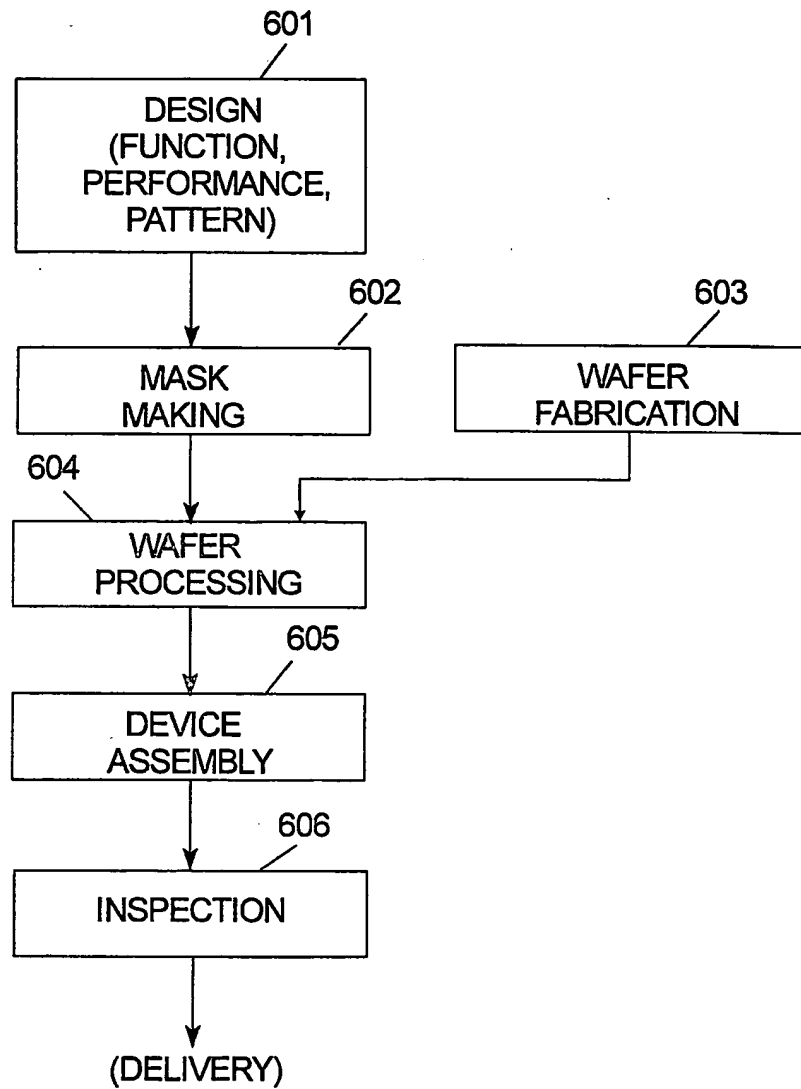 601
DESIGN
(FUNCTION,
PERFORMANCE,
PATTERN)
602
MASK
MAKING
603
WAFER
FABRICATION
604
WAFER
PROCESSING
605
DEVICE
ASSEMBLY
606
INSPECTION
(DELIVERY)